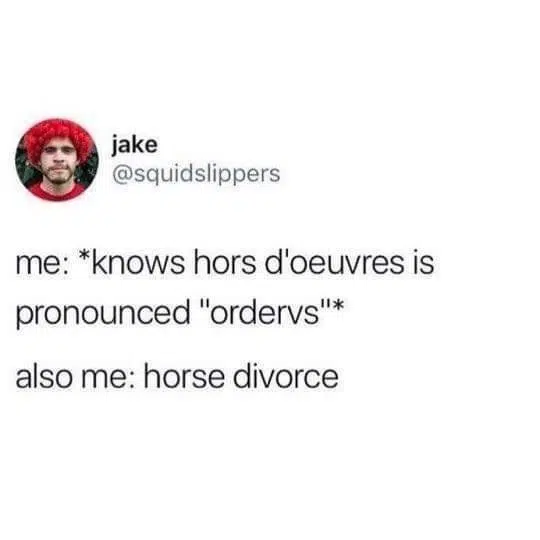 jake
@squidslippers
me: *knows hors d'oeuvres is
pronounced "ordervs"*
also me: horse divorce